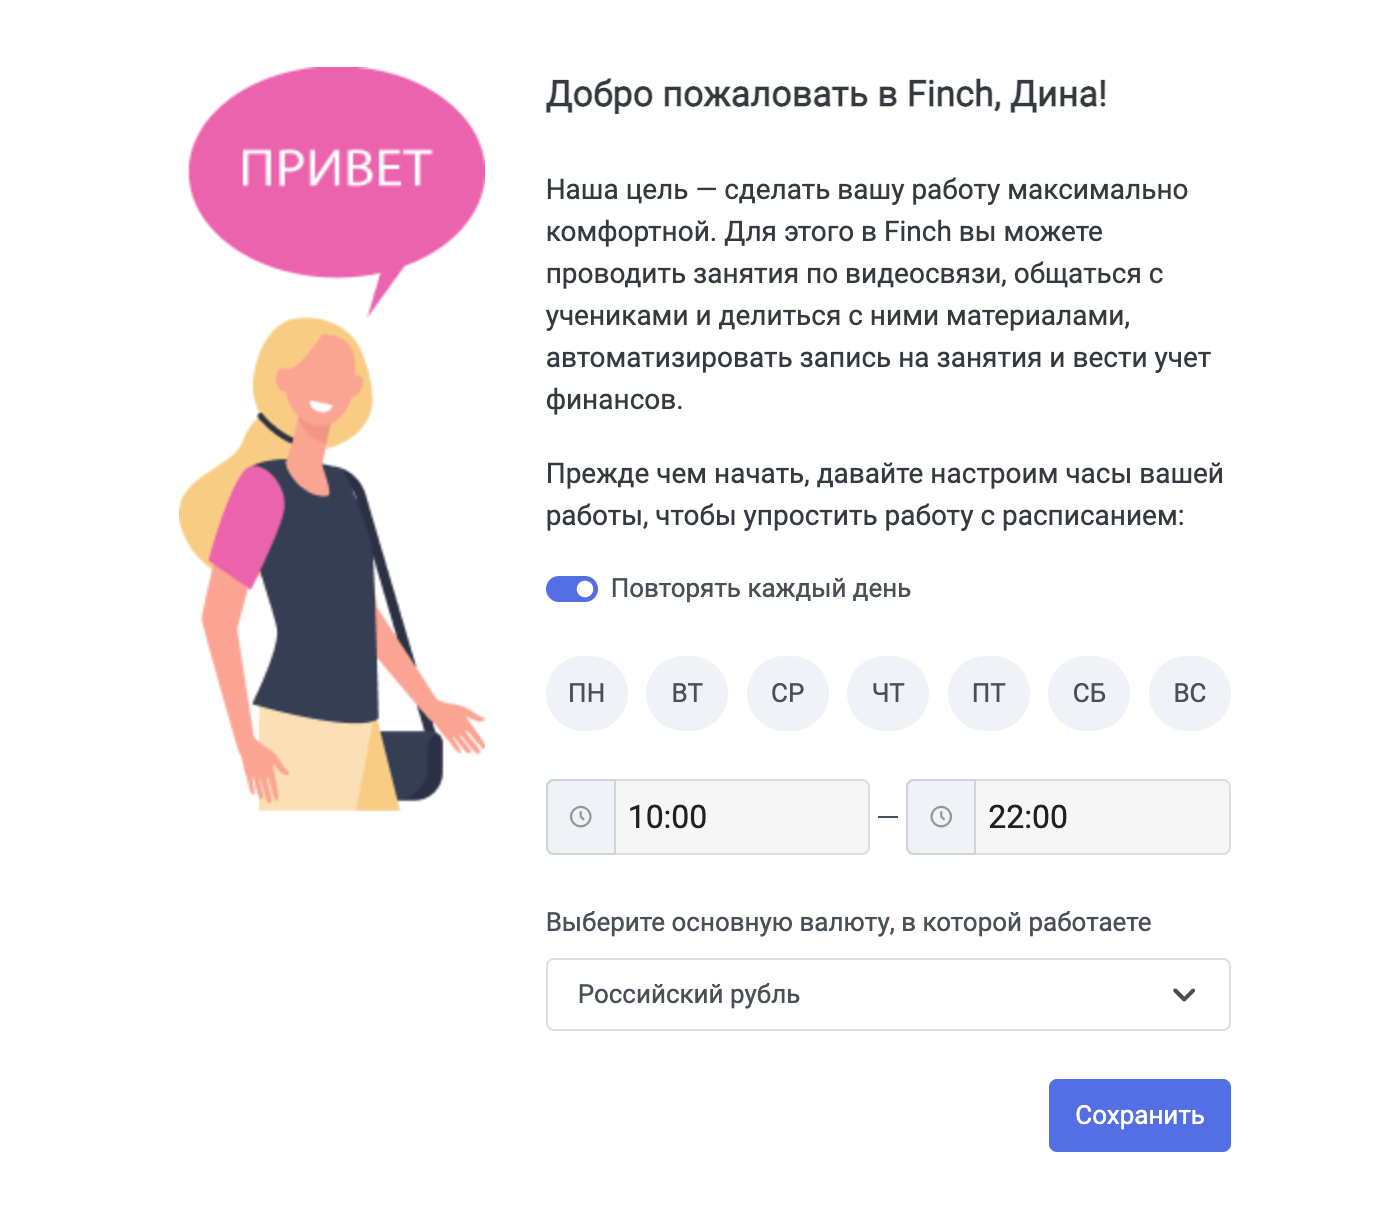 ПРИВЕТ
Добро пожаловать в Finch, Дина!
Наша цель — сделать вашу работу максимально
комфортной. Для этого в Finch вы можете
проводить занятия по видеосвязи, общаться с
учениками и делиться с ними материалами,
автоматизировать запись на занятия и вести учет
финансов.
Прежде чем начать, давайте настроим часы вашей
работы, чтобы упростить работу с расписанием:
Повторять каждый день
ПН ВТ СР ЧТ ПТ СБ ВС
10:00 — 22:00
Выберите основную валюту, в которой работаете
Российский рубль
Сохранить